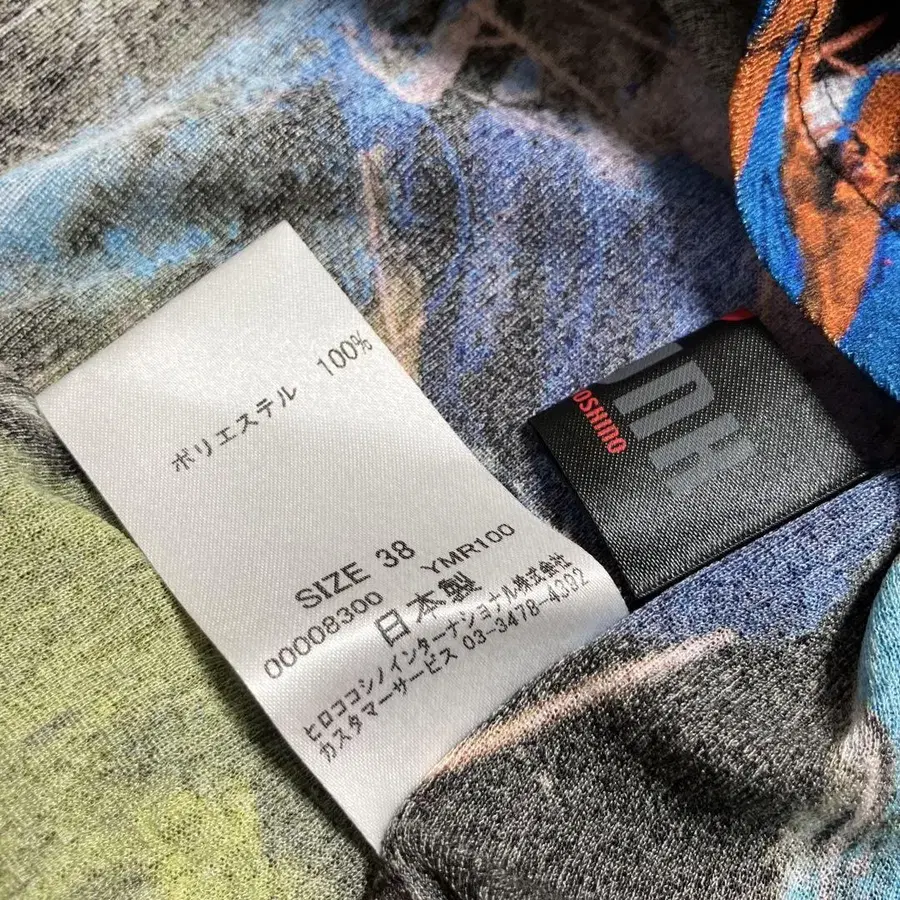 ポリエステル 100%
SIZE 38
00008300 YMR100
日本製
ヒロココシノインターナショナル株式会社
カスタマーサービス 03-3478-4392
OSHINO